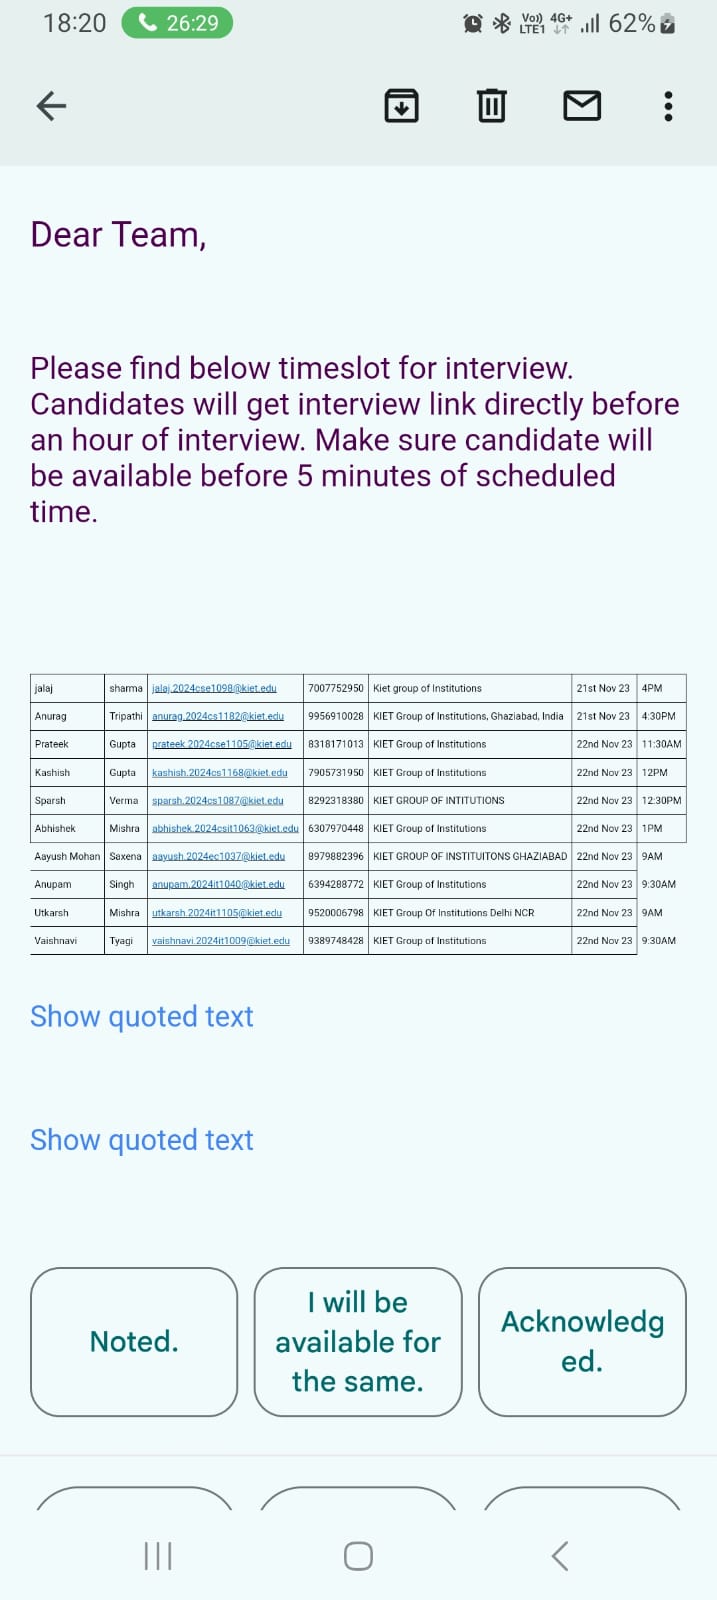 18:20 26:29 Vo)) LTE1 4G+ 62%
Dear Team,
Please find below timeslot for interview.
Candidates will get interview link directly before
an hour of interview. Make sure candidate will
be available before 5 minutes of scheduled
time.
jalaj sharma jalaj.2024cse1098@kiet.edu 7007752950 Kiet group of Institutions 21st Nov 23 4PM
Anurag Tripathi anurag.2024cs1182@kiet.edu 9956910028 KIET Group of Institutions, Ghaziabad, India 21st Nov 23 4:30PM
Prateek Gupta prateek.2024cse1105@kiet.edu 8318171013 KIET Group of Institutions 22nd Nov 23 11:30AM
Kashish Gupta kashish.2024cs1168@kiet.edu 7905731950 KIET Group of Institutions 22nd Nov 23 12PM
Sparsh Verma sparsh.2024cs1087@kiet.edu 8292318380 KIET GROUP OF INTITUTIONS 22nd Nov 23 12:30PM
Abhishek Mishra abhishek.2024csit1063@kiet.edu 6307970448 KIET Group of Institutions 22nd Nov 23 1PM
Aayush Mohan Saxena aayush.2024ec1037@kiet.edu 8979882396 KIET GROUP OF INSTITUITONS GHAZIABAD 22nd Nov 23 9AM
Anupam Singh anupam.2024it1040@kiet.edu 6394288772 KIET Group of Institutions 22nd Nov 23 9:30AM
Utkarsh Mishra utkarsh.2024it1105@kiet.edu 9520006798 KIET Group Of Institutions Delhi NCR 22nd Nov 23 9AM
Vaishnavi Tyagi vaishnavi.2024it1009@kiet.edu 9389748428 KIET Group of Institutions 22nd Nov 23 9:30AM
Show quoted text
Show quoted text
Noted.
I will be
available for
the same.
Acknowledg
ed.